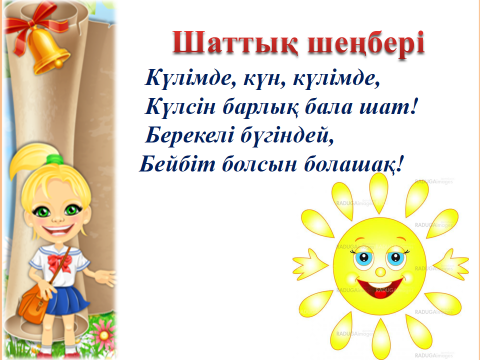 Шаттық шеңбері
Күлімде, күн, күлімде,
Күлсін барлық бала шат!
Берекелі бүгіндей,
Бейбіт болсын болашақ!